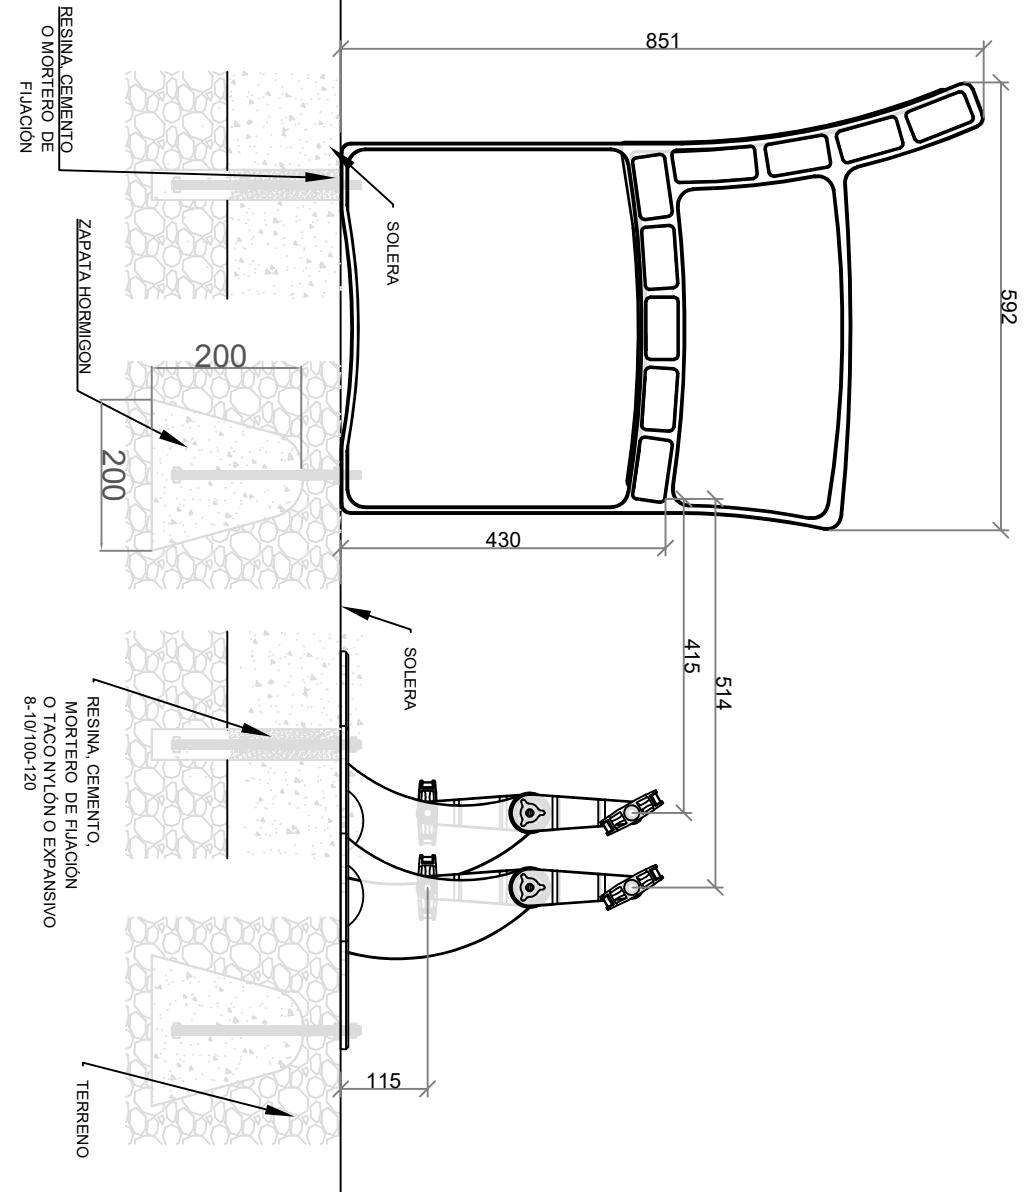 851
592
RESINA, CEMENTO
O MORTERO DE
FIJACIÓN
SOLERA
ZAPATA HORMIGON
200
200
430
415
514
SOLERA
RESINA, CEMENTO,
MORTERO DE FIJACIÓN
O TACO NYLÓN O EXPANSIVO
8-10/100-120
115
TERRENO